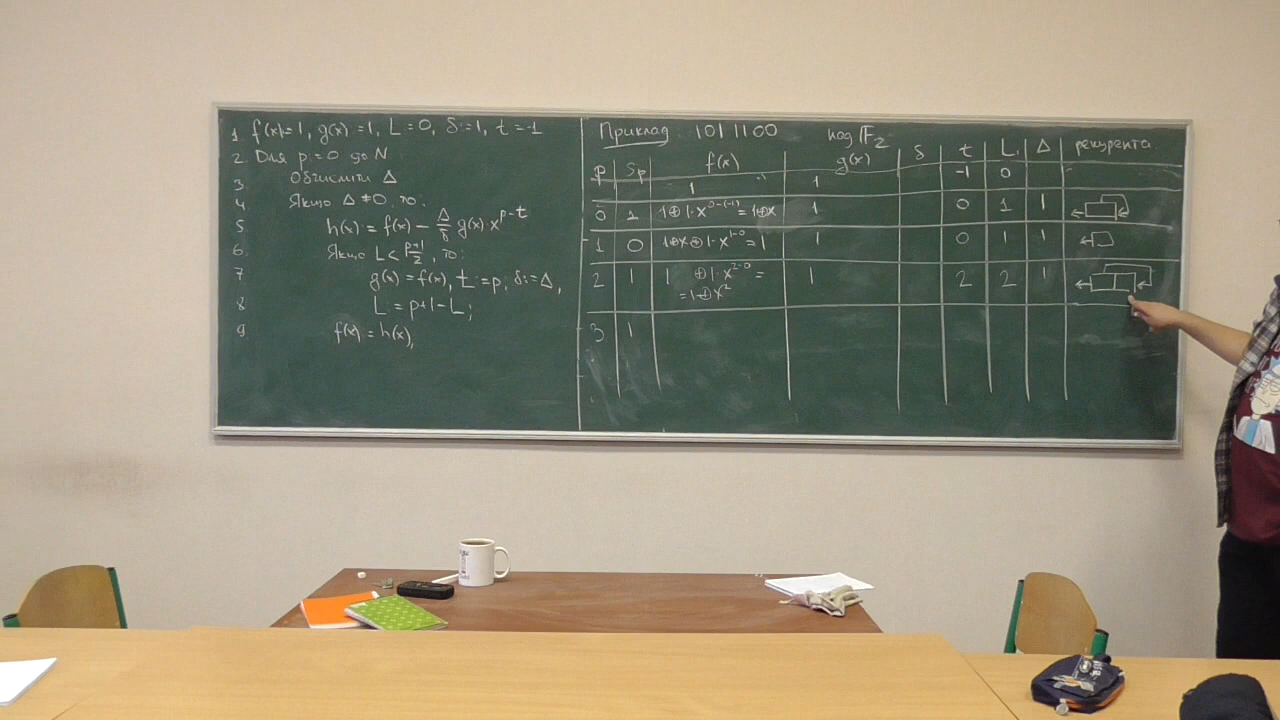 1. f(x)=1, g(x)=1, L=0, δ:=1, t=-1
2. Для p=0 до N
3 Обчислити Δ
4 Якщо Δ≠0, то:
5 h(x) = f(x) - Δ/δ g(x)·x^(p-t)
6. Якщо L < (p+1)/2, то:
7 g(x)=f(x), t:=p, δ:=Δ,
8 L = p+1-L;
9 f(x) = h(x),
Приклад 1011100 над F₂
p Sp f(x) g(x) δ t L Δ рекурента
1 1 -1 0
0 1 1⊕1·x^(0-(-1)) = 1⊕x 1 0 1 1
1 0 1⊕x⊕1·x^(1-0) = 1 1 0 1 1
2 1 1 ⊕1·x^(2-0) = 1 2 2 1
=1⊕x²
3 1